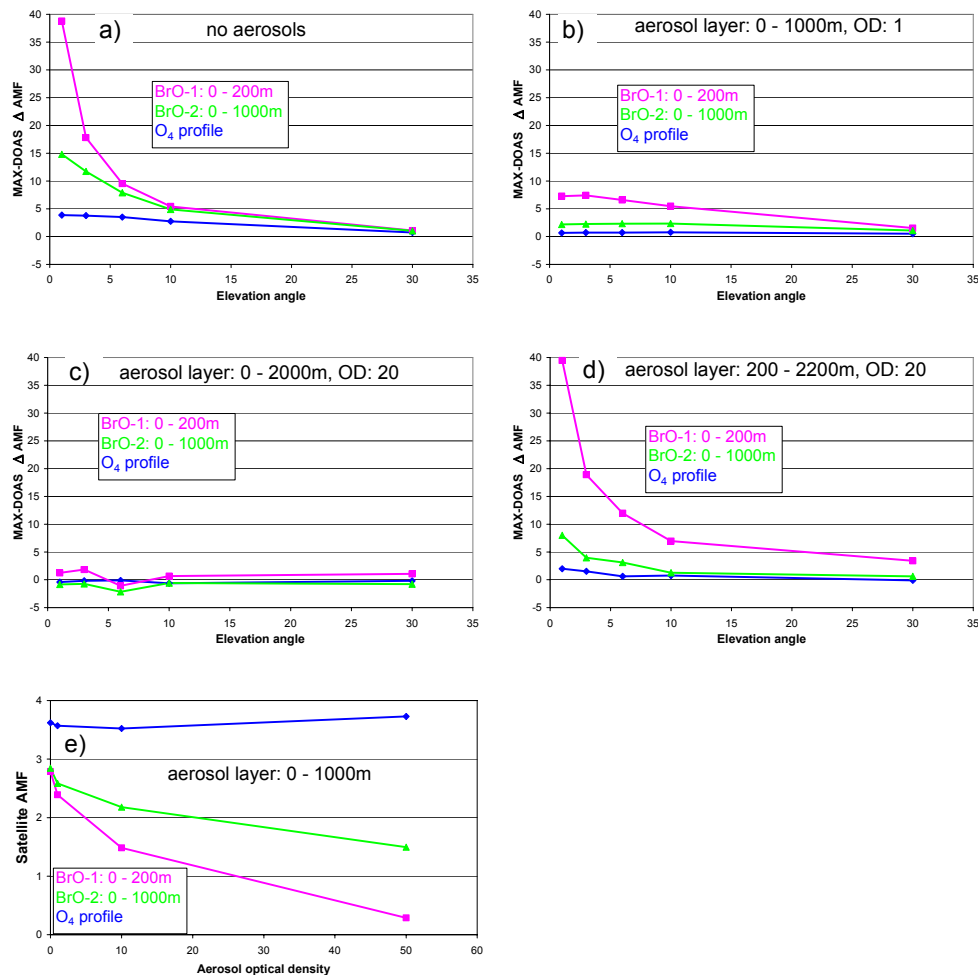 a)
no aerosols
BrO-1: 0 - 200m
BrO-2: 0 - 1000m
O₄ profile
MAX-DOAS Δ AMF
40
35
30
25
20
15
10
5
0
-5
0 5 10 15 20 25 30 35
Elevation angle
b)
aerosol layer: 0 - 1000m, OD: 1
BrO-1: 0 - 200m
BrO-2: 0 - 1000m
O₄ profile
MAX-DOAS Δ AMF
40
35
30
25
20
15
10
5
0
-5
0 5 10 15 20 25 30 35
Elevation angle
c)
aerosol layer: 0 - 2000m, OD: 20
BrO-1: 0 - 200m
BrO-2: 0 - 1000m
O₄ profile
MAX-DOAS Δ AMF
40
35
30
25
20
15
10
5
0
-5
0 5 10 15 20 25 30 35
Elevation angle
d)
aerosol layer: 200 - 2200m, OD: 20
BrO-1: 0 - 200m
BrO-2: 0 - 1000m
O₄ profile
MAX-DOAS Δ AMF
40
35
30
25
20
15
10
5
0
-5
0 5 10 15 20 25 30 35
Elevation angle
e)
aerosol layer: 0 - 1000m
BrO-1: 0 - 200m
BrO-2: 0 - 1000m
O₄ profile
Satellite AMF
4
3
2
1
0
0 10 20 30 40 50 60
Aerosol optical density